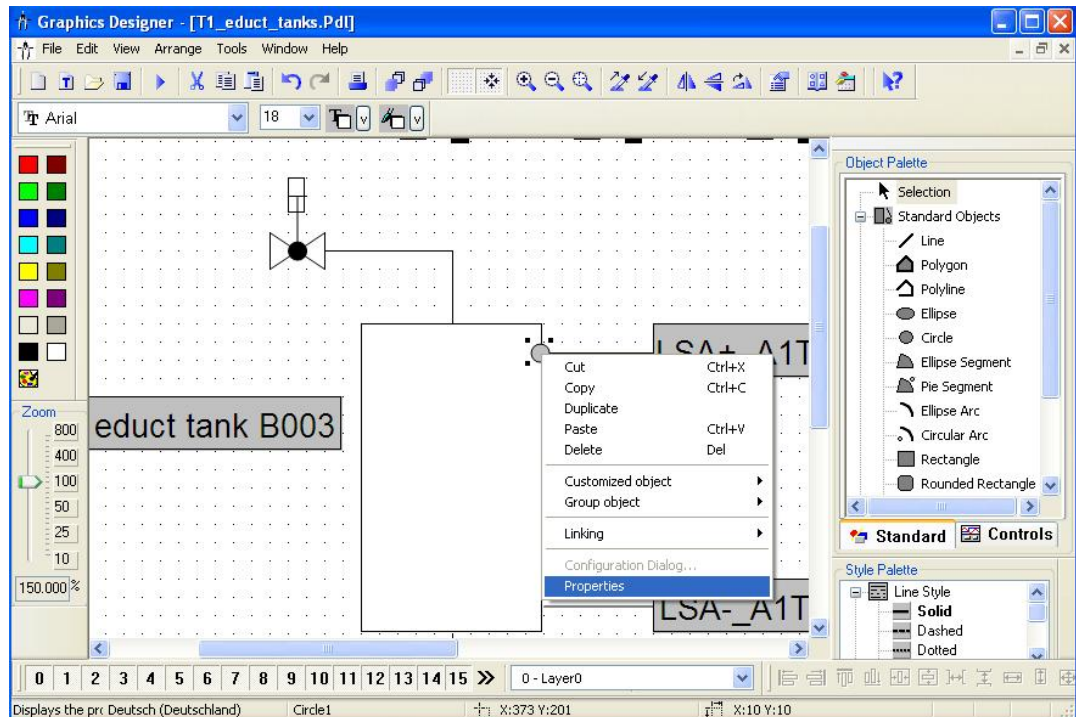 Graphics Designer - [T1_educt_tanks.Pdl]
File Edit View Arrange Tools Window Help
Arial 18
Object Palette
Selection
Standard Objects
Line
Polygon
Polyline
Ellipse
Circle
Ellipse Segment
Pie Segment
Ellipse Arc
Circular Arc
Rectangle
Rounded Rectangle
Standard Controls
Style Palette
Line Style
Solid
Dashed
Dotted
Zoom
800
400
100
50
25
10
150.000 %
educt tank B003
LSA+_A1T
LSA-_A1T
Cut Ctrl+X
Copy Ctrl+C
Duplicate
Paste Ctrl+V
Delete Del
Customized object
Group object
Linking
Configuration Dialog...
Properties
0 1 2 3 4 5 6 7 8 9 10 11 12 13 14 15 0 - Layer0
Displays the pro Deutsch (Deutschland) Circle1 X:373 Y:201 X:10 Y:10